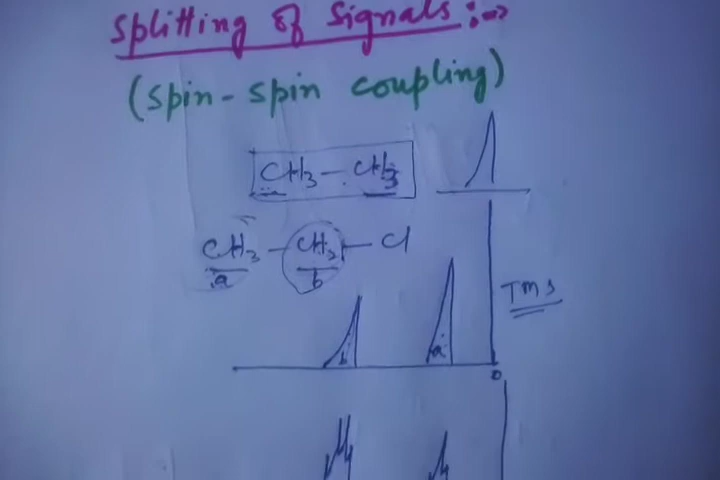 Splitting of Signals :->
(Spin-spin coupling)
CH3 - CH3
CH3 - CH2 - Cl
a b
TMS
b a
0